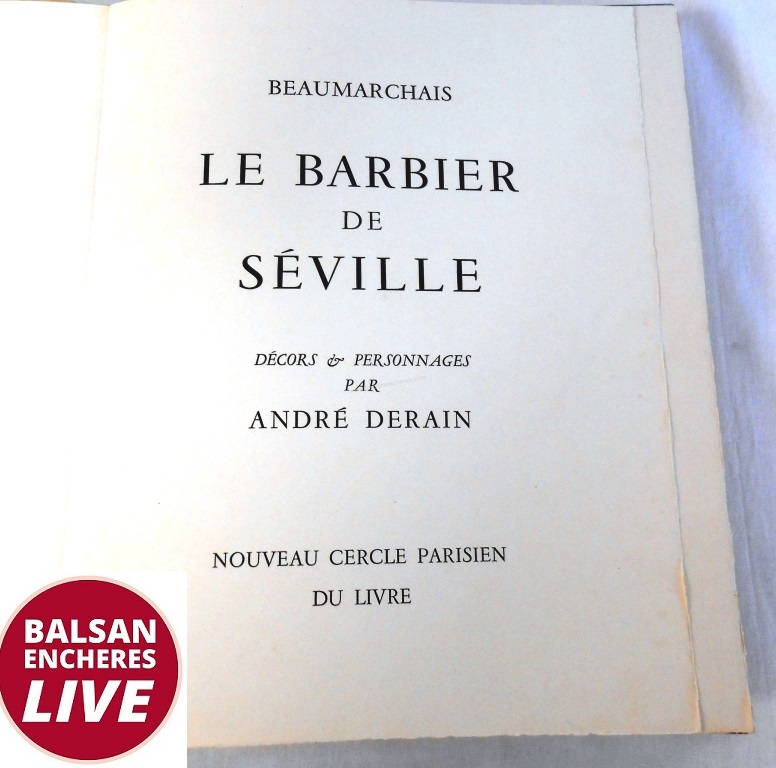 BEAUMARCHAIS
LE BARBIER
DE
SÉVILLE
DÉCORS & PERSONNAGES
PAR
ANDRÉ DERAIN
NOUVEAU CERCLE PARISIEN
DU LIVRE
BALSAN
ENCHERES
LIVE